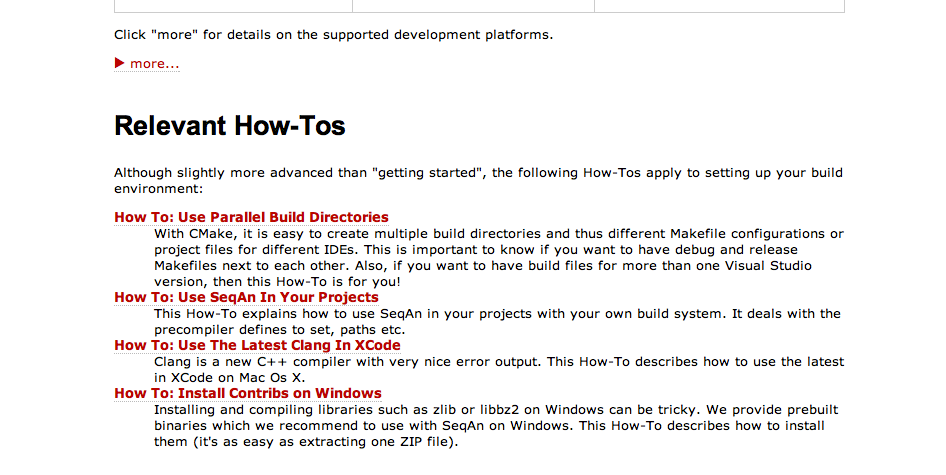 Click "more" for details on the supported development platforms.
more...
Relevant How-Tos
Although slightly more advanced than "getting started", the following How-Tos apply to setting up your build
environment:
How To: Use Parallel Build Directories
With CMake, it is easy to create multiple build directories and thus different Makefile configurations or
project files for different IDEs. This is important to know if you want to have debug and release
Makefiles next to each other. Also, if you want to have build files for more than one Visual Studio
version, then this How-To is for you!
How To: Use SeqAn In Your Projects
This How-To explains how to use SeqAn in your projects with your own build system. It deals with the
precompiler defines to set, paths etc.
How To: Use The Latest Clang In XCode
Clang is a new C++ compiler with very nice error output. This How-To describes how to use the latest
in XCode on Mac Os X.
How To: Install Contribs on Windows
Installing and compiling libraries such as zlib or libbz2 on Windows can be tricky. We provide prebuilt
binaries which we recommend to use with SeqAn on Windows. This How-To describes how to install
them (it's as easy as extracting one ZIP file).